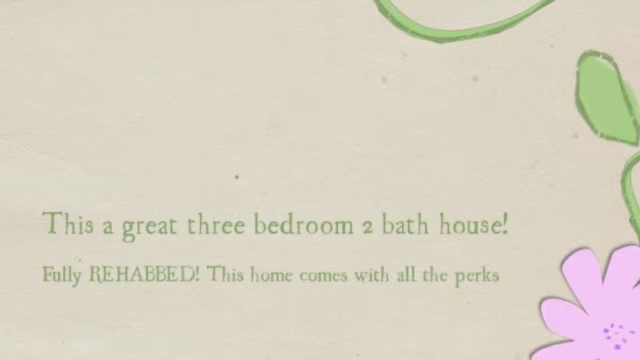 This a great three bedroom 2 bath house!
Fully REHABBED! This home comes with all the perks